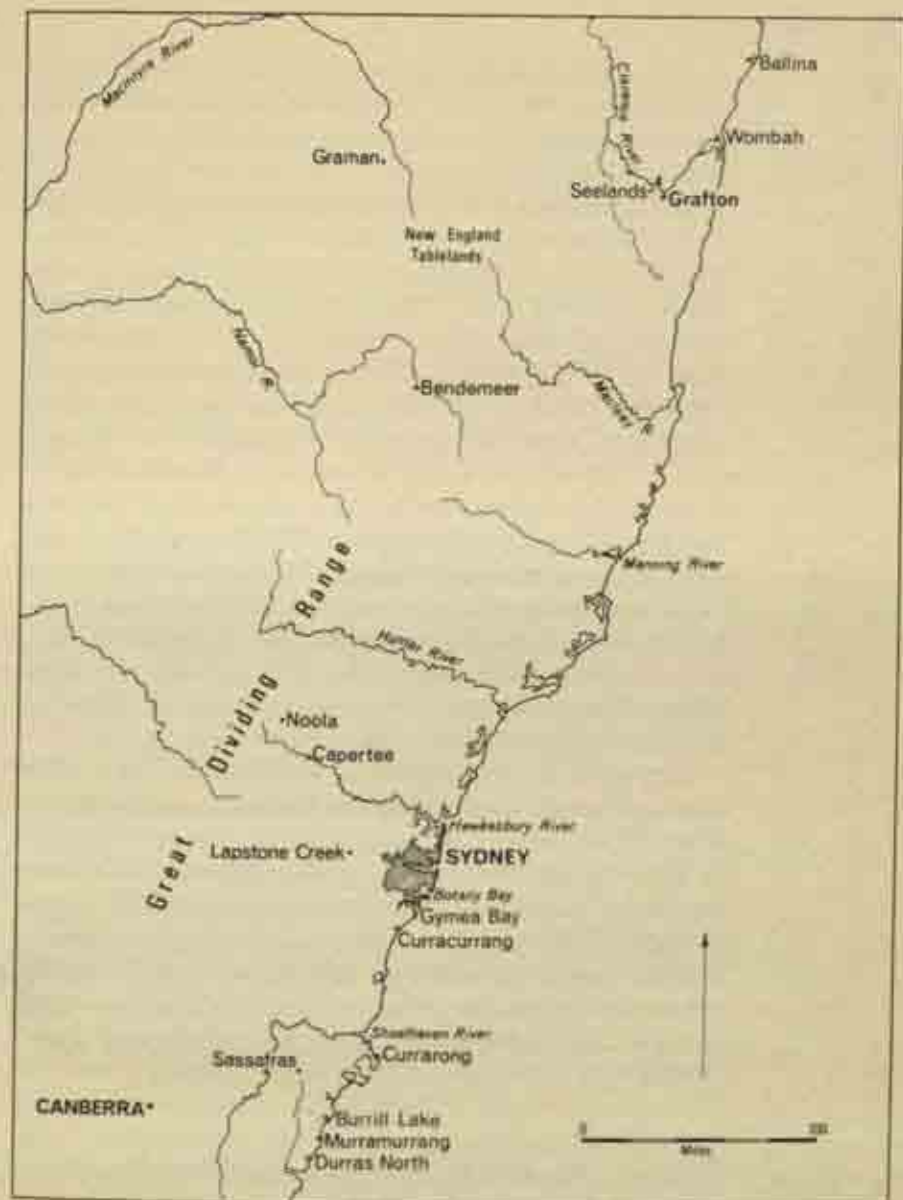 Macintyre River
Clarence River
Ballina
Wombah
Graman
Seelands
Grafton
New England
Tablelands
Namoi R.
Bendemeer
Macleay R.
Manning River
Hunter River
Great Dividing Range
Noola
Capertee
Hawkesbury River
Lapstone Creek
SYDNEY
Botany Bay
Gymea Bay
Curracurrang
Shoalhaven River
Sassafras
Currarong
CANBERRA
Burrill Lake
Murramurrang
Durras North
0
Miles